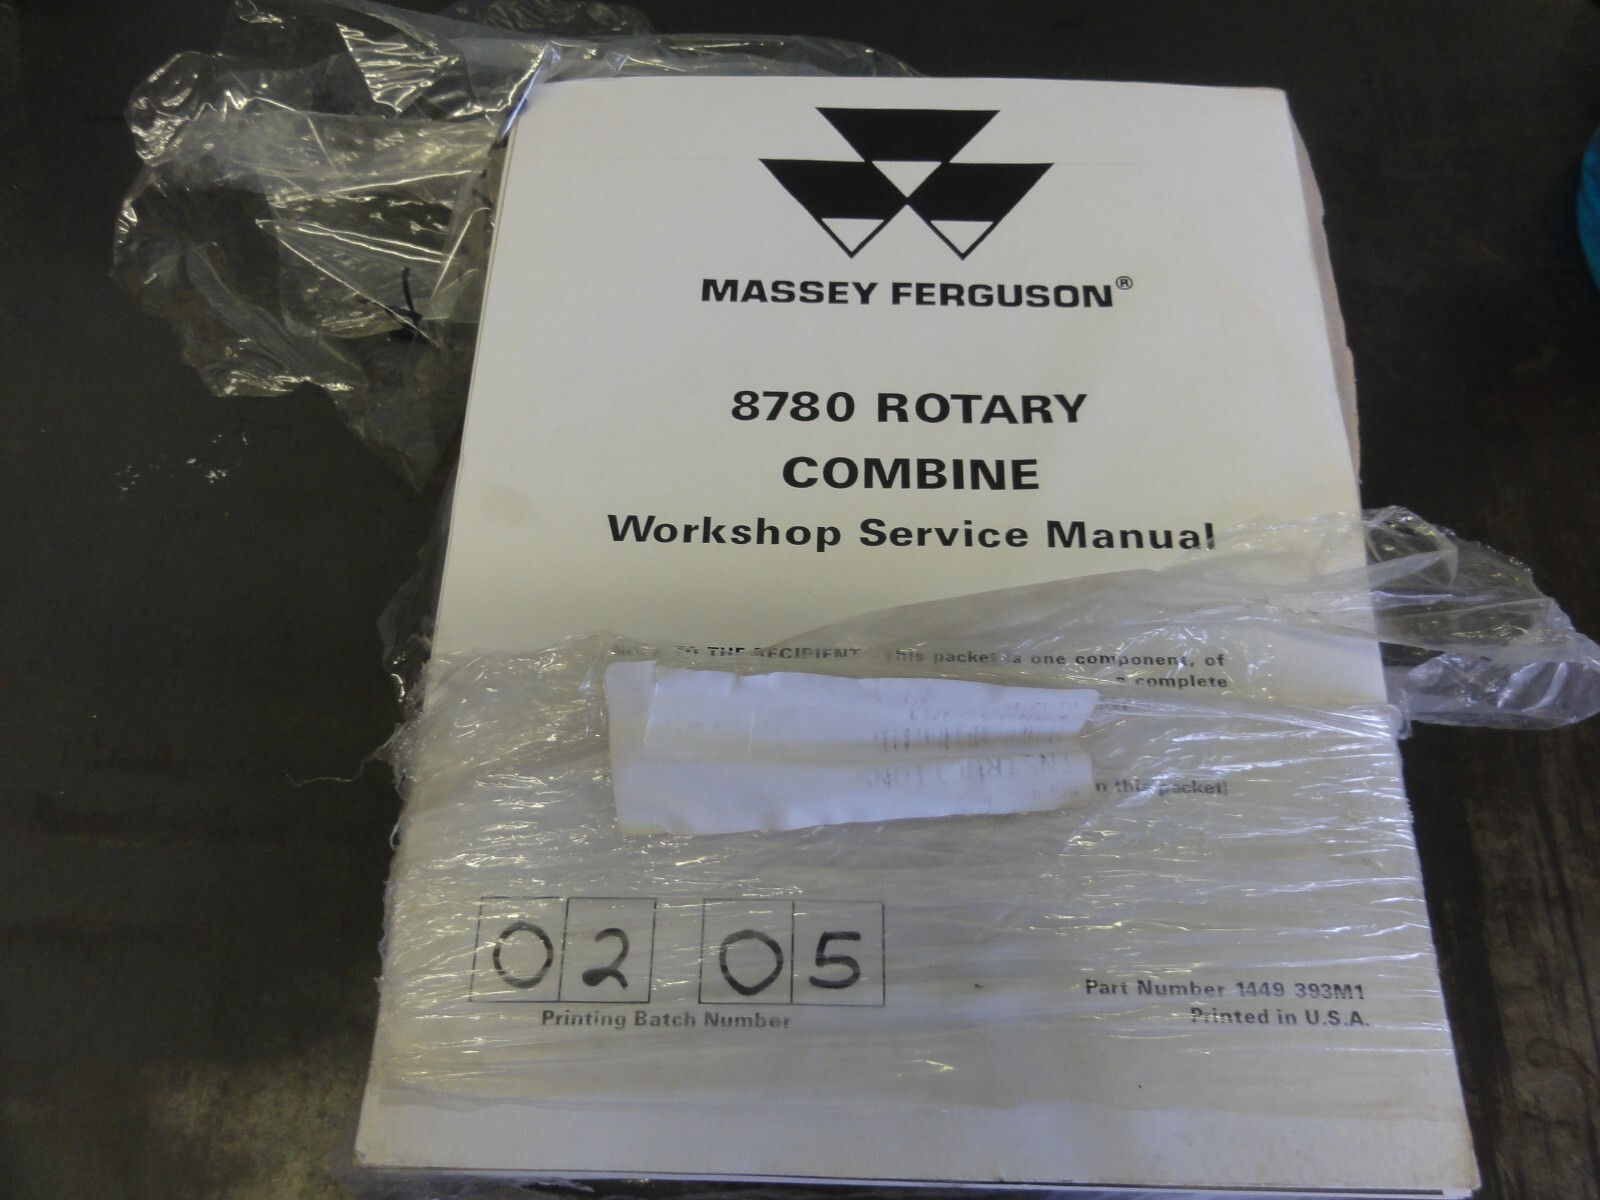 MASSEY FERGUSON®
8780 ROTARY
COMBINE
Workshop Service Manual
TO THE RECIPIENT This packet is one component, of
complete
this packet)
02 05
Printing Batch Number
Part Number 1449 393M1
Printed in U.S.A.